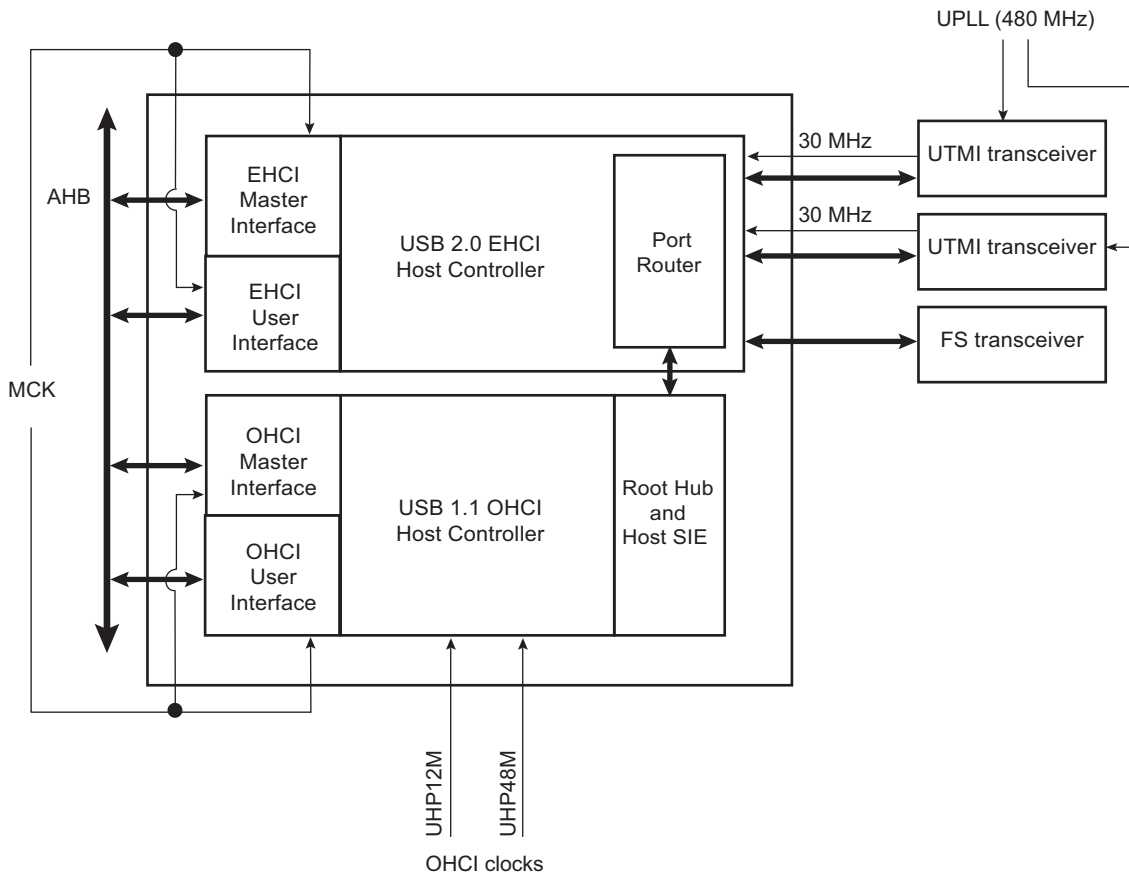 UPLL (480 MHz)
AHB
MCK
EHCI
Master
Interface
EHCI
User
Interface
USB 2.0 EHCI
Host Controller
Port
Router
30 MHz
UTMI transceiver
30 MHz
UTMI transceiver
FS transceiver
OHCI
Master
Interface
OHCI
User
Interface
USB 1.1 OHCI
Host Controller
Root Hub
and
Host SIE
UHP12M
UHP48M
OHCI clocks